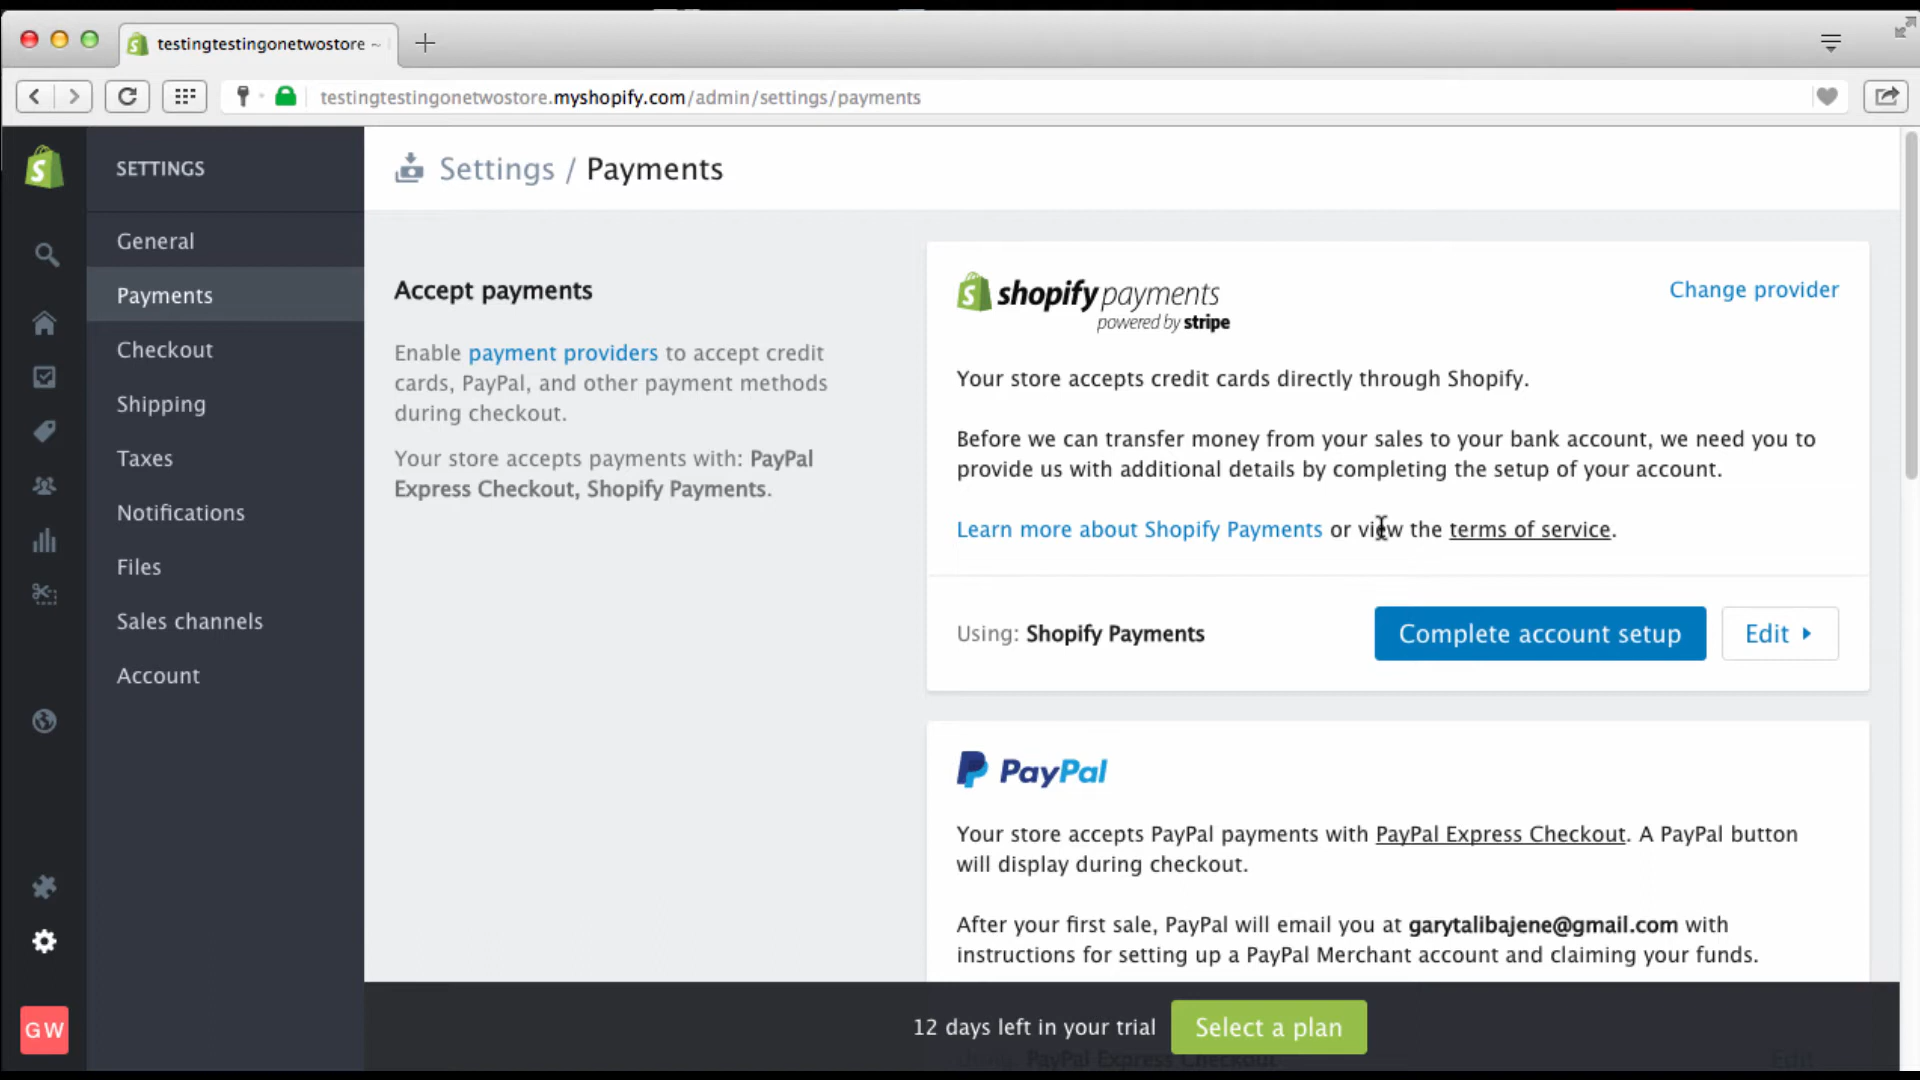 testingtestingonetwostore ~
testingtestingonetwostore.myshopify.com/admin/settings/payments
SETTINGS
General
Payments
Checkout
Shipping
Taxes
Notifications
Files
Sales channels
Account
GW
Settings / Payments
Accept payments
Enable payment providers to accept credit
cards, PayPal, and other payment methods
during checkout.
Your store accepts payments with: PayPal
Express Checkout, Shopify Payments.
shopify payments
powered by stripe
Change provider
Your store accepts credit cards directly through Shopify.
Before we can transfer money from your sales to your bank account, we need you to
provide us with additional details by completing the setup of your account.
Learn more about Shopify Payments or view the terms of service.
Using: Shopify Payments
Complete account setup
Edit
PayPal
Your store accepts PayPal payments with PayPal Express Checkout. A PayPal button
will display during checkout.
After your first sale, PayPal will email you at garytalibajene@gmail.com with
instructions for setting up a PayPal Merchant account and claiming your funds.
12 days left in your trial
Select a plan
Using: PayPal Express Checkout
Edit